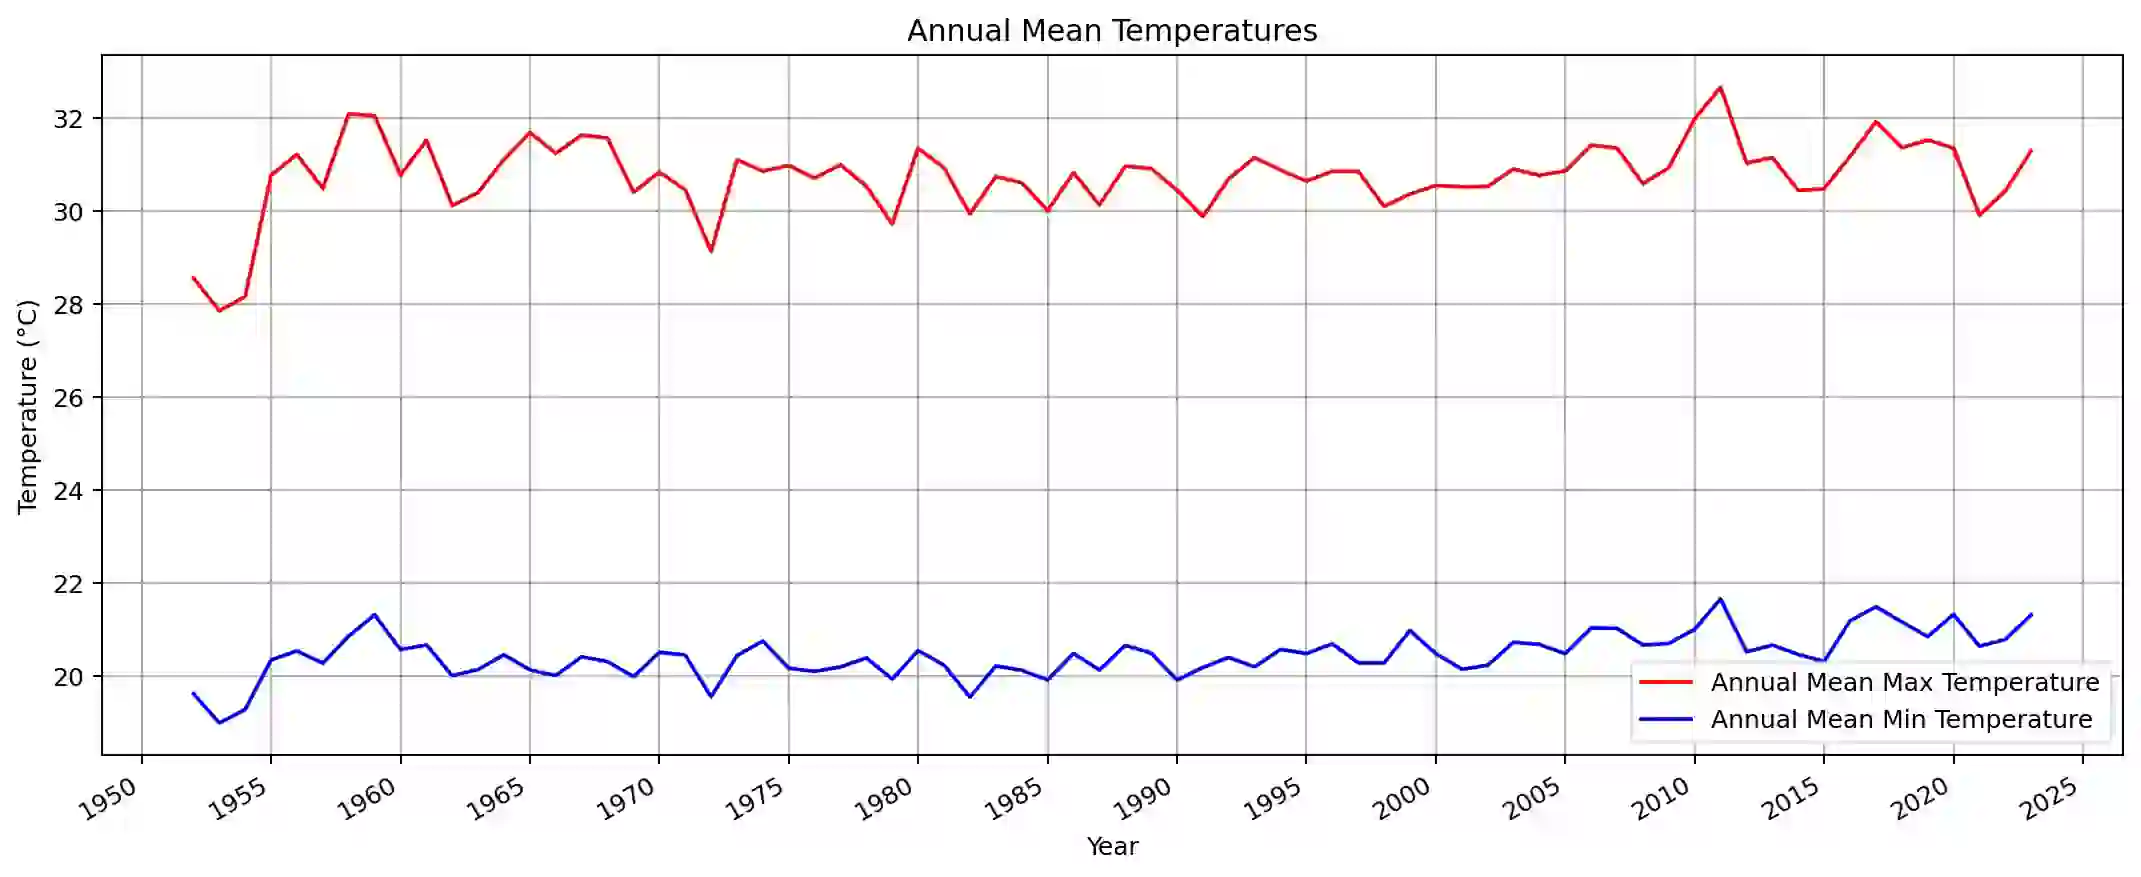 Annual Mean Temperatures
32
30
28
26
24
22
20
Temperature (°C)
Annual Mean Max Temperature
Annual Mean Min Temperature
1950 1955 1960 1965 1970 1975 1980 1985 1990 1995 2000 2005 2010 2015 2020 2025
Year